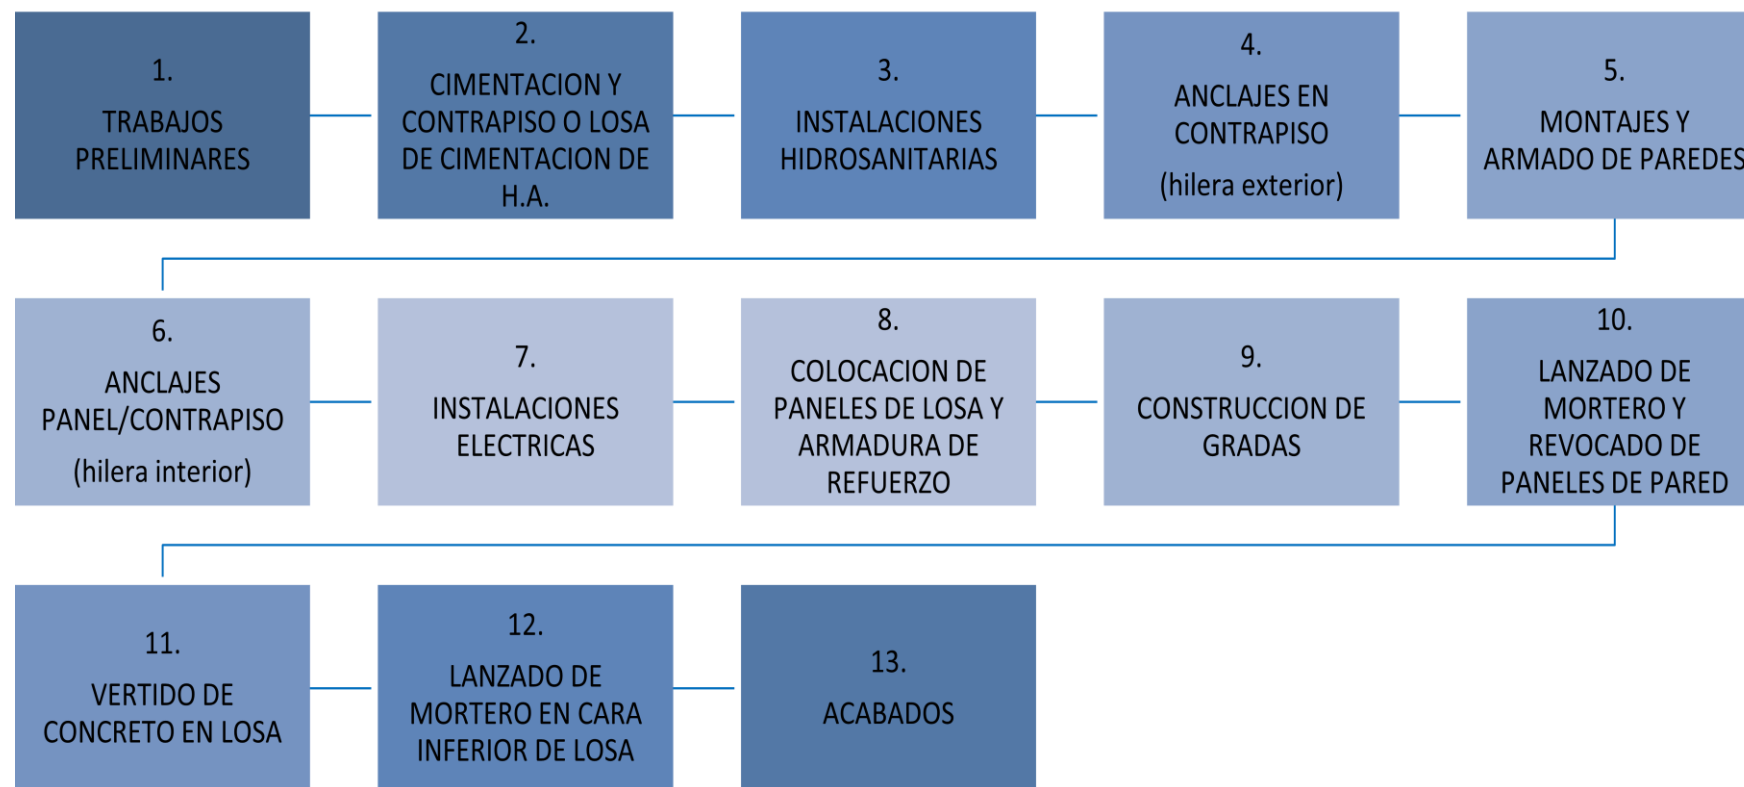 1.
TRABAJOS
PRELIMINARES
2.
CIMENTACION Y
CONTRAPISO O LOSA
DE CIMENTACION DE
H.A.
3.
INSTALACIONES
HIDROSANITARIAS
4.
ANCLAJES EN
CONTRAPISO
(hilera exterior)
5.
MONTAJES Y
ARMADO DE PAREDES
6.
ANCLAJES
PANEL/CONTRAPISO
(hilera interior)
7.
INSTALACIONES
ELECTRICAS
8.
COLOCACION DE
PANELES DE LOSA Y
ARMADURA DE
REFUERZO
9.
CONSTRUCCION DE
GRADAS
10.
LANZADO DE
MORTERO Y
REVOCADO DE
PANELES DE PARED
11.
VERTIDO DE
CONCRETO EN LOSA
12.
LANZADO DE
MORTERO EN CARA
INFERIOR DE LOSA
13.
ACABADOS